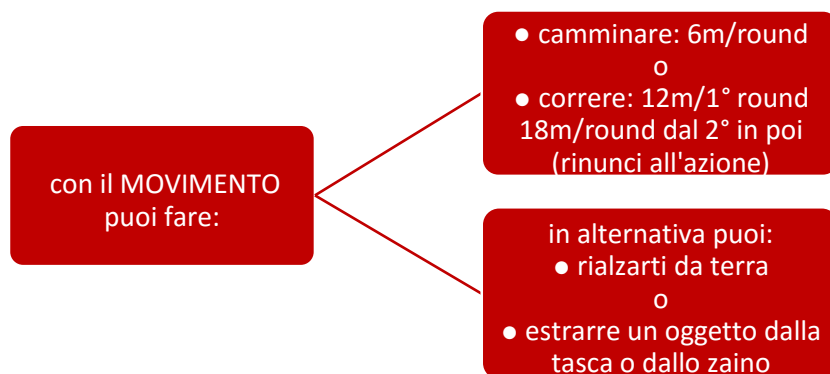 con il MOVIMENTO
puoi fare:
● camminare: 6m/round
o
● correre: 12m/1° round
18m/round dal 2° in poi
(rinunci all'azione)
in alternativa puoi:
● rialzarti da terra
o
● estrarre un oggetto dalla
tasca o dallo zaino